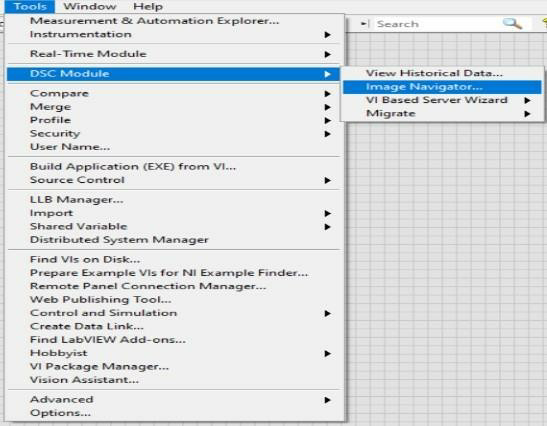 Tools Window Help
Search
Measurement & Automation Explorer...
Instrumentation
Real-Time Module
DSC Module
View Historical Data...
Image Navigator...
VI Based Server Wizard
Migrate
Compare
Merge
Profile
Security
User Name...
Build Application (EXE) from VI...
Source Control
LLB Manager...
Import
Shared Variable
Distributed System Manager
Find VIs on Disk...
Prepare Example VIs for NI Example Finder...
Remote Panel Connection Manager...
Web Publishing Tool...
Control and Simulation
Create Data Link...
Find LabVIEW Add-ons...
Hobbyist
VI Package Manager...
Vision Assistant...
Advanced
Options...